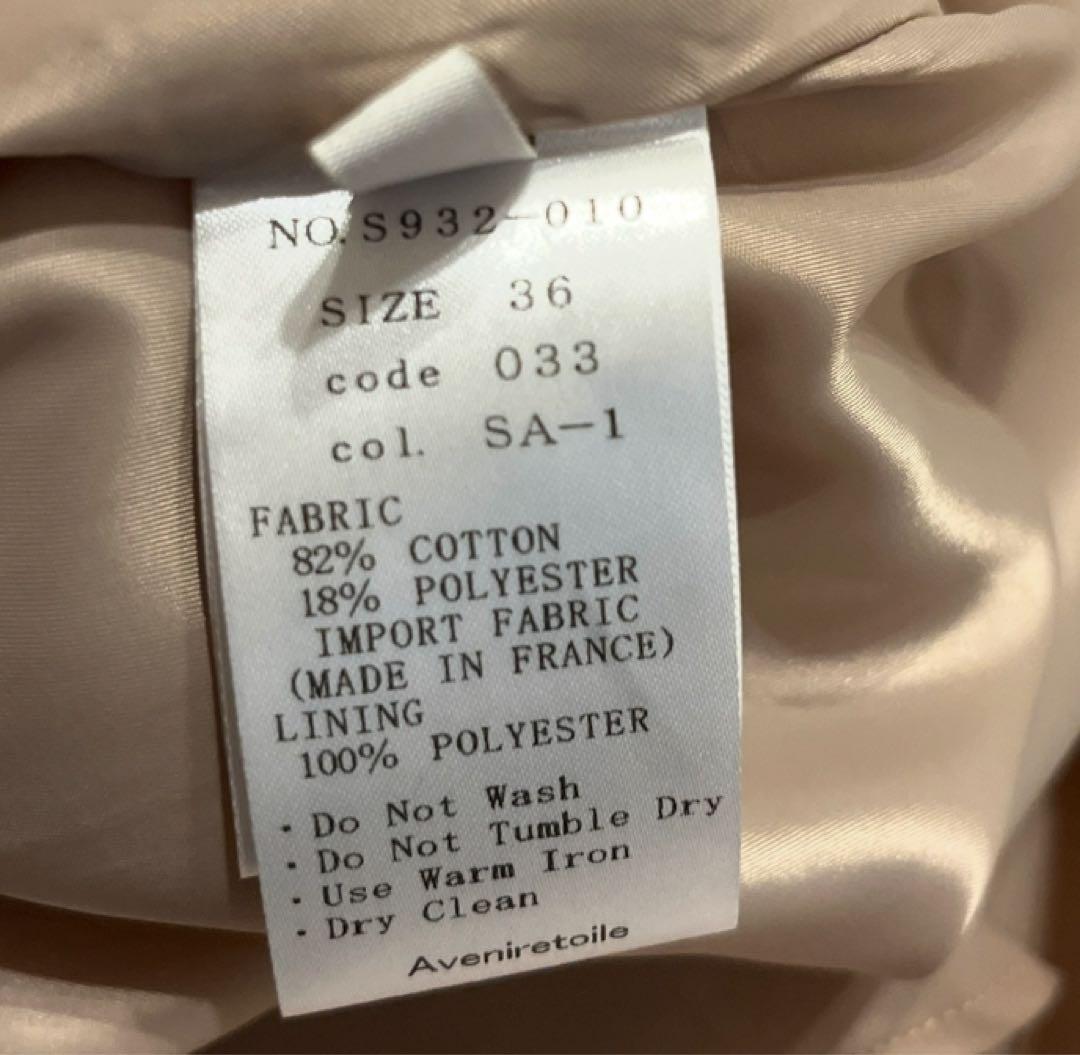 NO. S932-010
SIZE 36
code 033
col. SA-1
FABRIC
82% COTTON
18% POLYESTER
IMPORT FABRIC
(MADE IN FRANCE)
LINING
100% POLYESTER
・Do Not Wash
・Do Not Tumble Dry
・Use Warm Iron
・Dry Clean
Aveniretoile